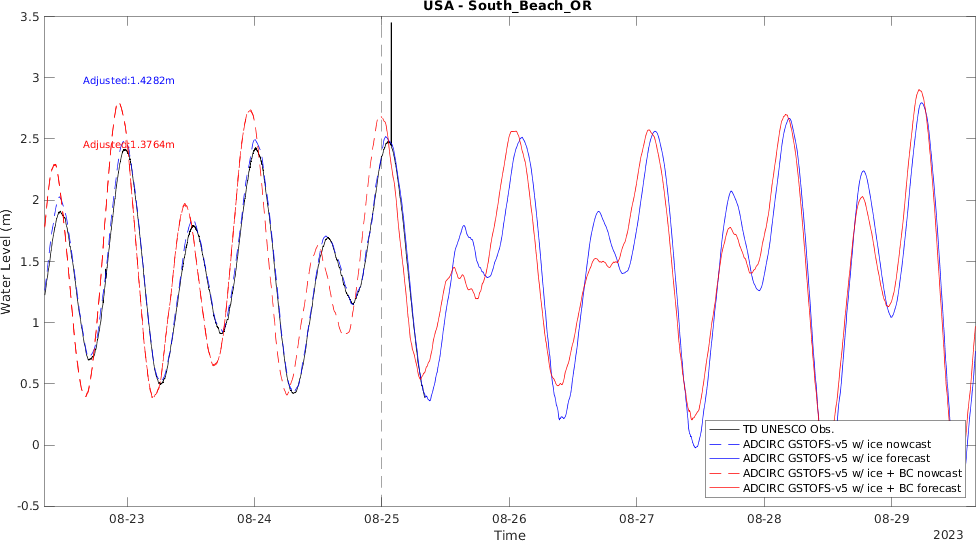 USA - South_Beach_OR
3.5
3
2.5
2
1.5
1
0.5
0
-0.5
Water Level (m)
Adjusted:1.4282m
Adjusted:1.3764m
TD UNESCO Obs.
ADCIRC GSTOFS-v5 w/ ice nowcast
ADCIRC GSTOFS-v5 w/ ice forecast
ADCIRC GSTOFS-v5 w/ ice + BC nowcast
ADCIRC GSTOFS-v5 w/ ice + BC forecast
08-23 08-24 08-25 08-26 08-27 08-28 08-29
Time
2023